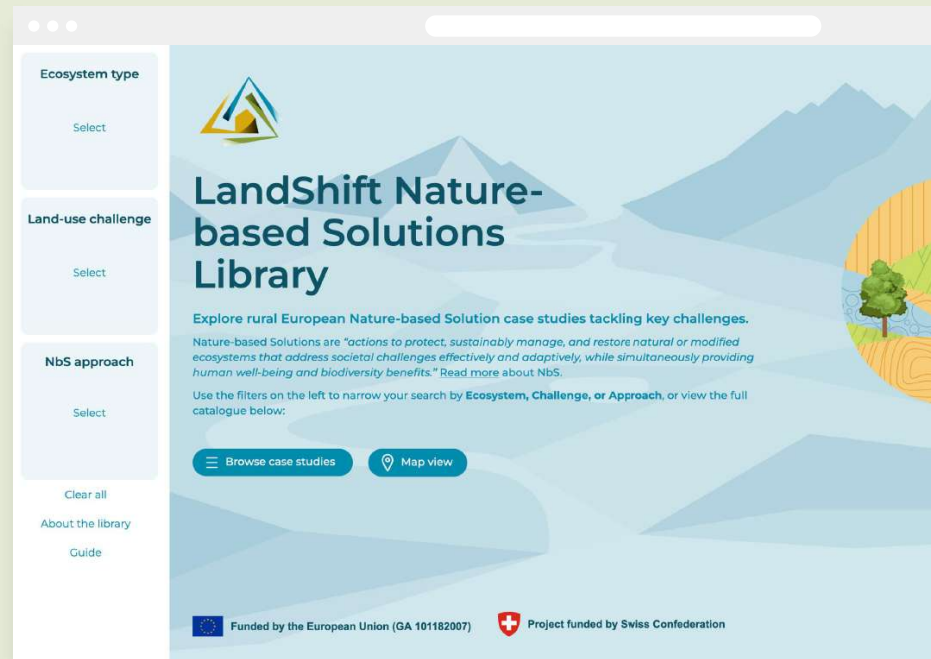 Ecosystem type
Select
Land-use challenge
Select
NbS approach
Select
Clear all
About the library
Guide
LandShift Nature-
based Solutions
Library
Explore rural European Nature-based Solution case studies tackling key challenges.
Nature-based Solutions are "actions to protect, sustainably manage, and restore natural or modified
ecosystems that address societal challenges effectively and adaptively, while simultaneously providing
human well-being and biodiversity benefits." Read more about NbS.
Use the filters on the left to narrow your search by Ecosystem, Challenge, or Approach, or view the full
catalogue below:
Browse case studies
Map view
Funded by the European Union (GA 101182007)
Project funded by Swiss Confederation